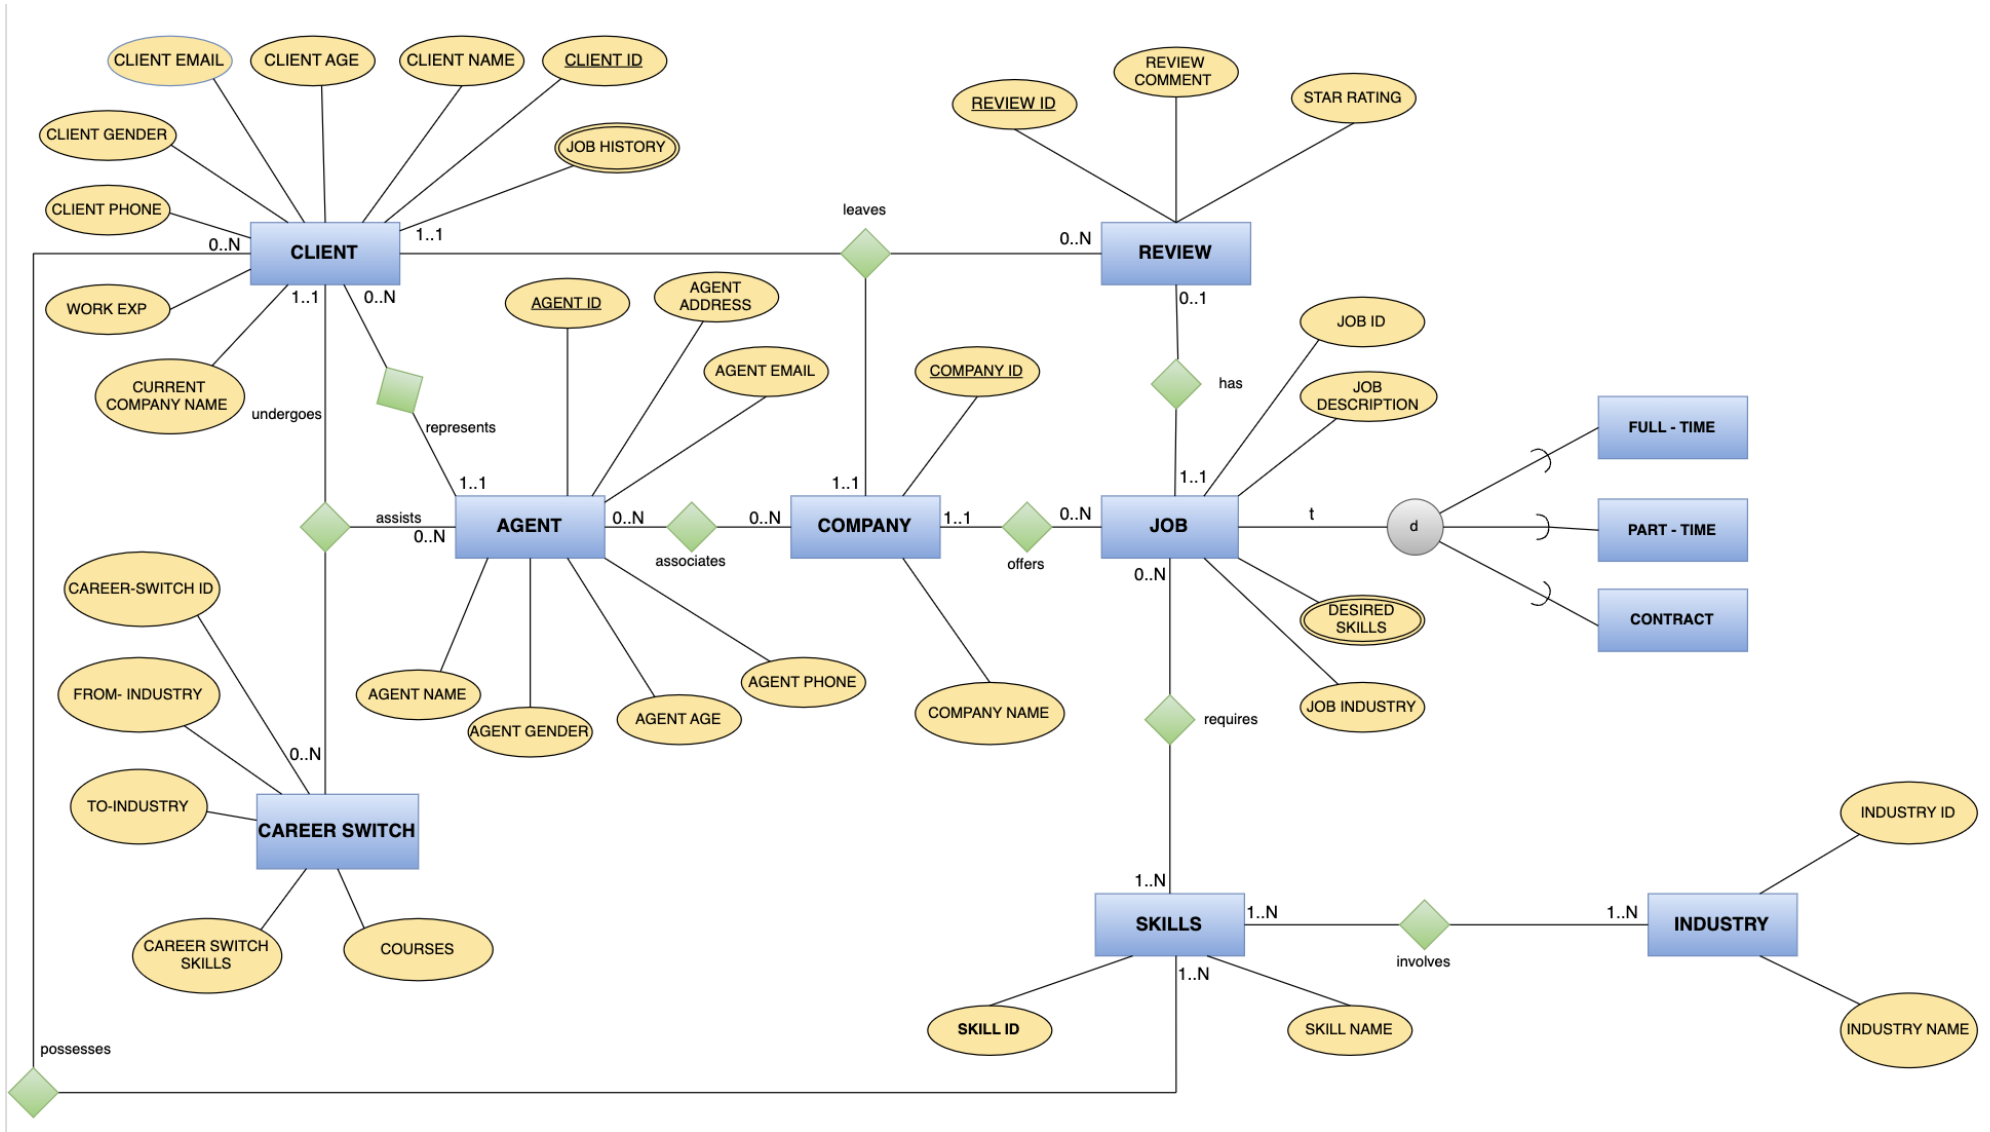 CLIENT EMAIL
CLIENT AGE
CLIENT NAME
CLIENT ID
REVIEW
COMMENT
REVIEW ID
STAR RATING
CLIENT GENDER
JOB HISTORY
CLIENT PHONE
leaves
0..N
CLIENT
1..1
0..N
REVIEW
1..1
0..N
0..1
WORK EXP
AGENT ID
AGENT
ADDRESS
JOB ID
CURRENT
COMPANY NAME
AGENT EMAIL
COMPANY ID
has
JOB
DESCRIPTION
undergoes
represents
FULL - TIME
1..1
1..1
1..1
assists
0..N
AGENT
0..N
associates
0..N
COMPANY
1..1
offers
0..N
JOB
t
d
PART - TIME
0..N
CAREER-SWITCH ID
DESIRED
SKILLS
CONTRACT
FROM- INDUSTRY
AGENT NAME
AGENT GENDER
AGENT AGE
AGENT PHONE
COMPANY NAME
JOB INDUSTRY
requires
0..N
TO-INDUSTRY
CAREER SWITCH
INDUSTRY ID
1..N
CAREER SWITCH
SKILLS
COURSES
SKILLS
1..N
involves
1..N
INDUSTRY
1..N
SKILL ID
SKILL NAME
INDUSTRY NAME
possesses